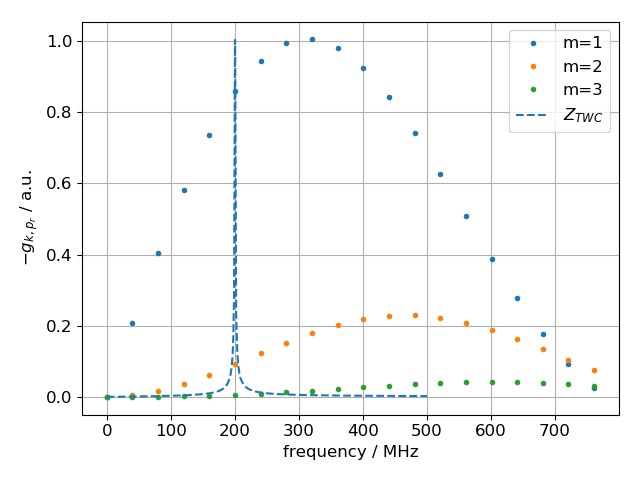 m=1
m=2
m=3
Z_{TWC}
1.0
0.8
0.6
0.4
0.2
0.0
-g_{k,p_r} / a.u.
0 100 200 300 400 500 600 700
frequency / MHz